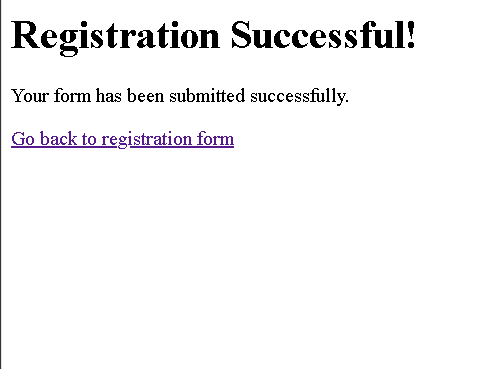 Registration Successful!
Your form has been submitted successfully.
Go back to registration form